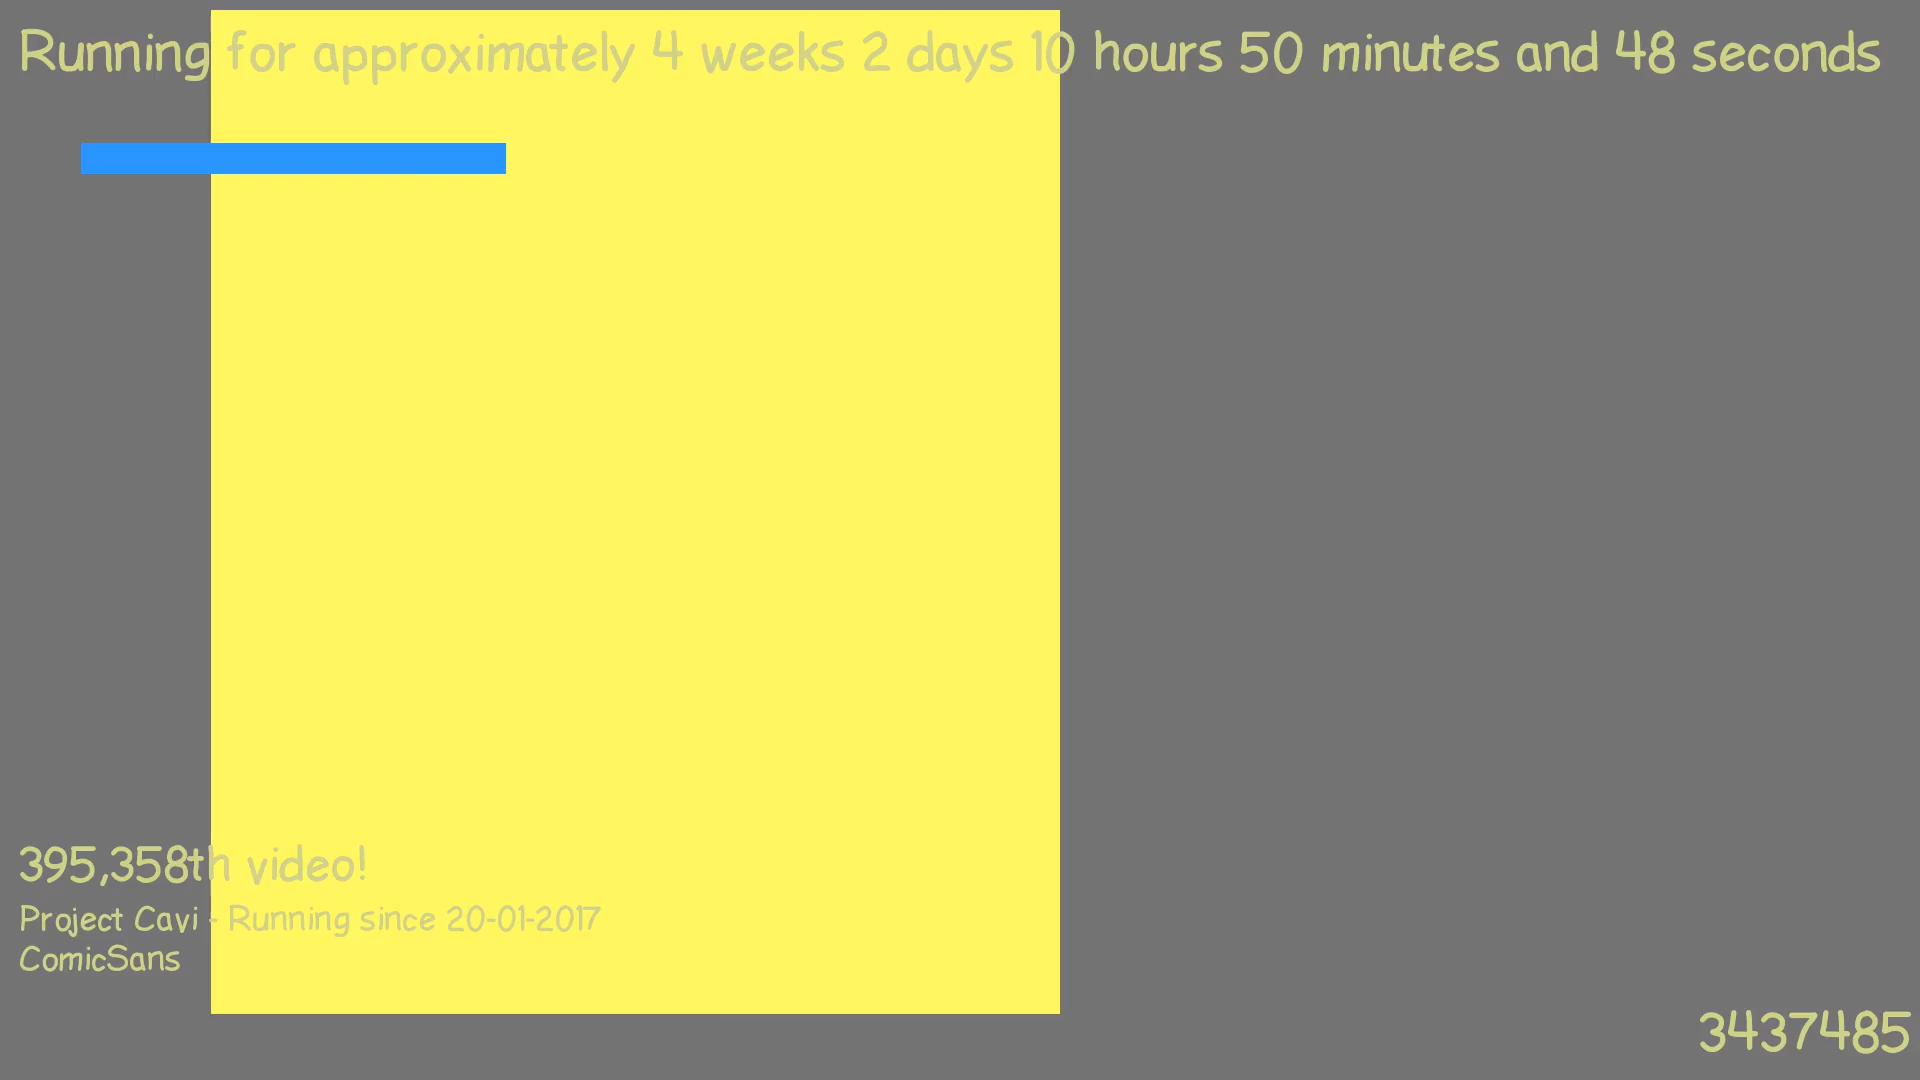 Running for approximately 4 weeks 2 days 10 hours 50 minutes and 48 seconds
395,358th video!
Project Cavi - Running since 20-01-2017
ComicSans
3437485